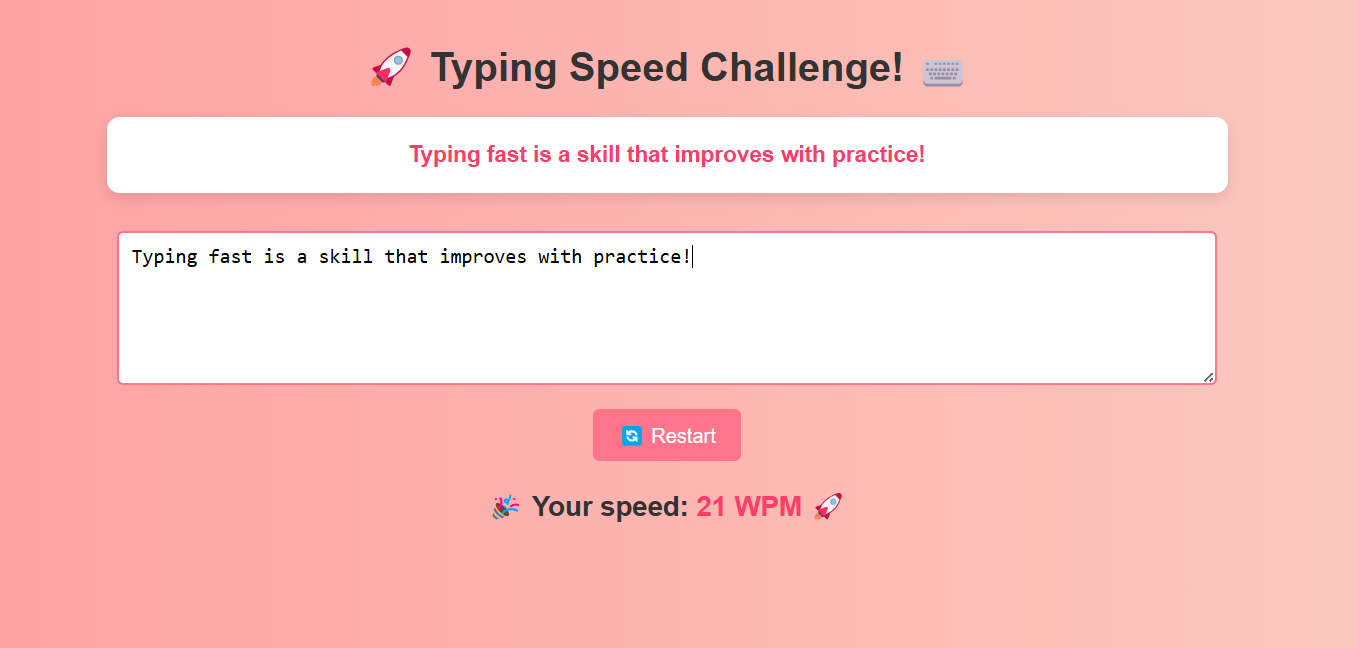 🚀 Typing Speed Challenge! ⌨️
Typing fast is a skill that improves with practice!
Typing fast is a skill that improves with practice!
🔄 Restart
🎉 Your speed: 21 WPM 🚀